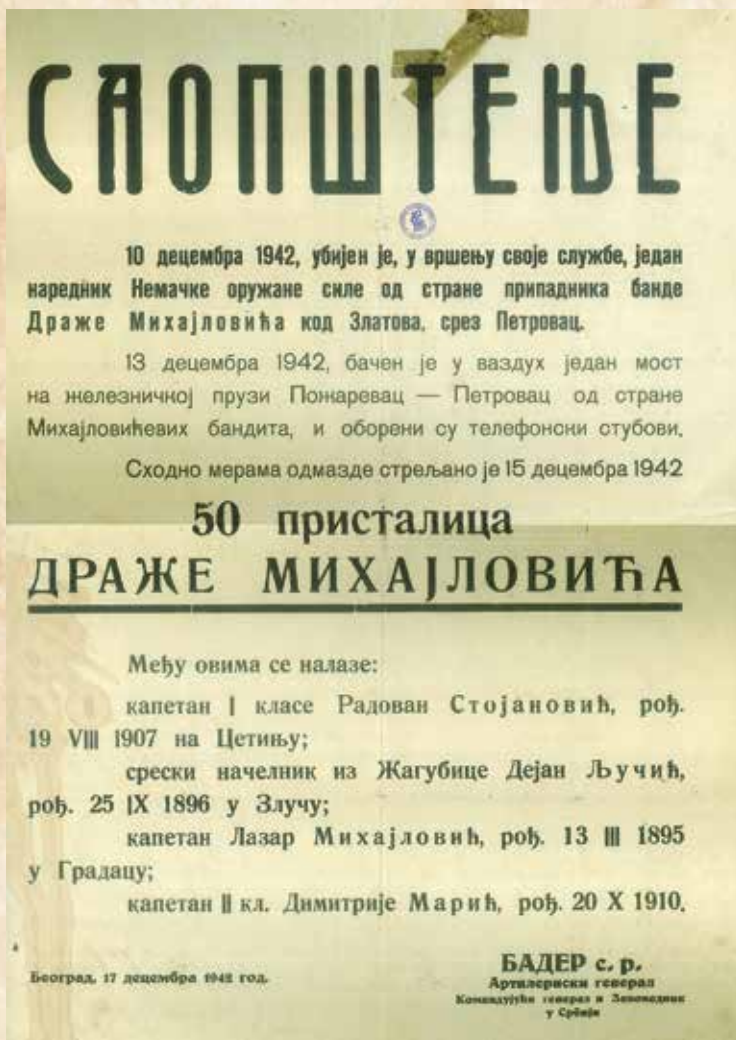 САОПШТЕЊЕ
10 децембра 1942, убијен је, у вршењу своје службе, један
наредник Немачке оружане силе од стране припадника банде
Драже Михајловића код Златова, срез Петровац.
13 децембра 1942, бачен је у ваздух један мост
на железничкој прузи Пожаревац — Петровац од стране
Михајловићевих бандита, и оборени су телефонски стубови.
Сходно мерама одмазде стрељано је 15 децембра 1942
50 присталица
ДРАЖЕ МИХАЈЛОВИЋА
Међу овима се налазе:
капетан I класе Радован Стојановић, рођ.
19 VIII 1907 на Цетињу;
срески начелник из Жагубице Дејан Ључић,
рођ. 25 IX 1896 у Злучу;
капетан Лазар Михајловић, рођ. 13 III 1895
у Градацу;
капетан II кл. Димитрије Марић, рођ. 20 X 1910.
Београд, 17 децембра 1942 год.
БАДЕР с. р.
Артилериски генерал
Командујући генерал и Заповедник
у Србији